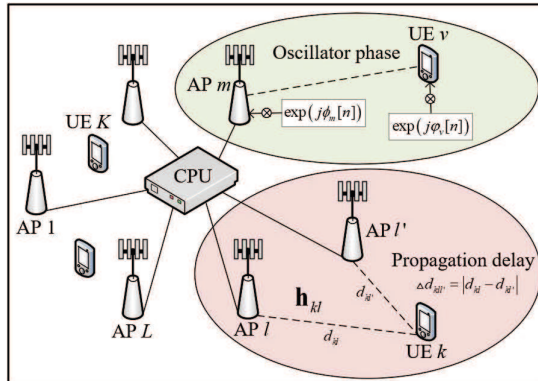 Oscillator phase
UE v
AP m
exp(jϕ_m[n])
exp(jφ_v[n])
UE K
CPU
AP 1
AP l'
Propagation delay
△d_{kll'} = |d_{kl} − d_{kl'}|
d_{kl'}
h_{kl}
d_{kl}
AP L
AP l
UE k